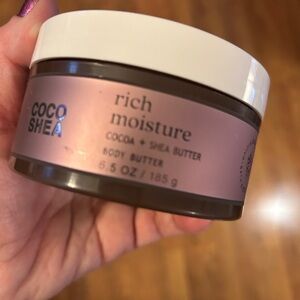 COCO
SHEA
rich
moisture
COCOA + SHEA BUTTER
BODY BUTTER
6.5 OZ / 185 g